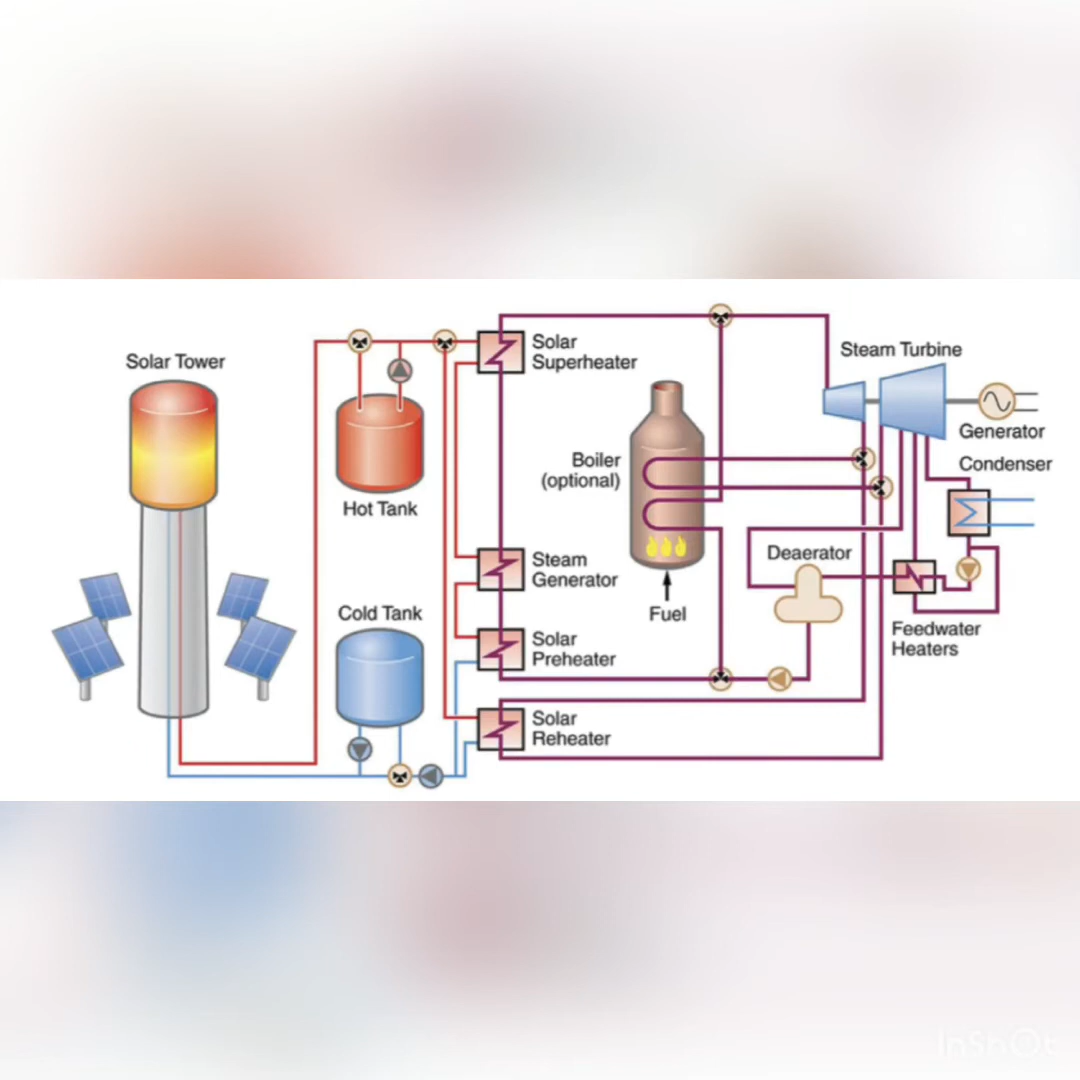 Solar Tower
Hot Tank
Cold Tank
Solar
Superheater
Steam
Generator
Solar
Preheater
Solar
Reheater
Boiler
(optional)
Fuel
Steam Turbine
Generator
Condenser
Deaerator
Feedwater
Heaters
InShOt